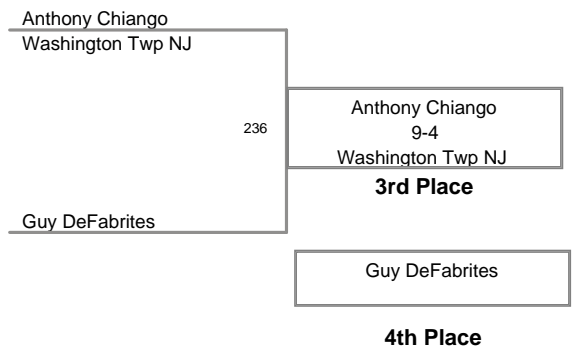 Anthony Chiango
Washington Twp NJ
236
Anthony Chiango
9-4
Washington Twp NJ
3rd Place
Guy DeFabrites
Guy DeFabrites
4th Place